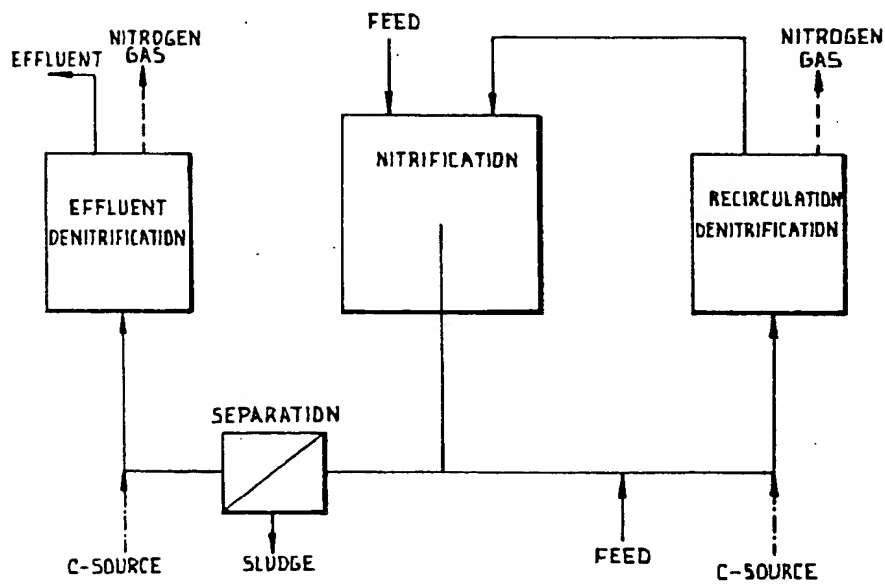 FEED
NITROGEN
GAS
EFFLUENT
NITROGEN
GAS
NITRIFICATION
EFFLUENT
DENITRIFICATION
RECIRCULATION
DENITRIFICATION
SEPARATION
C-SOURCE
SLUDGE
FEED
C-SOURCE